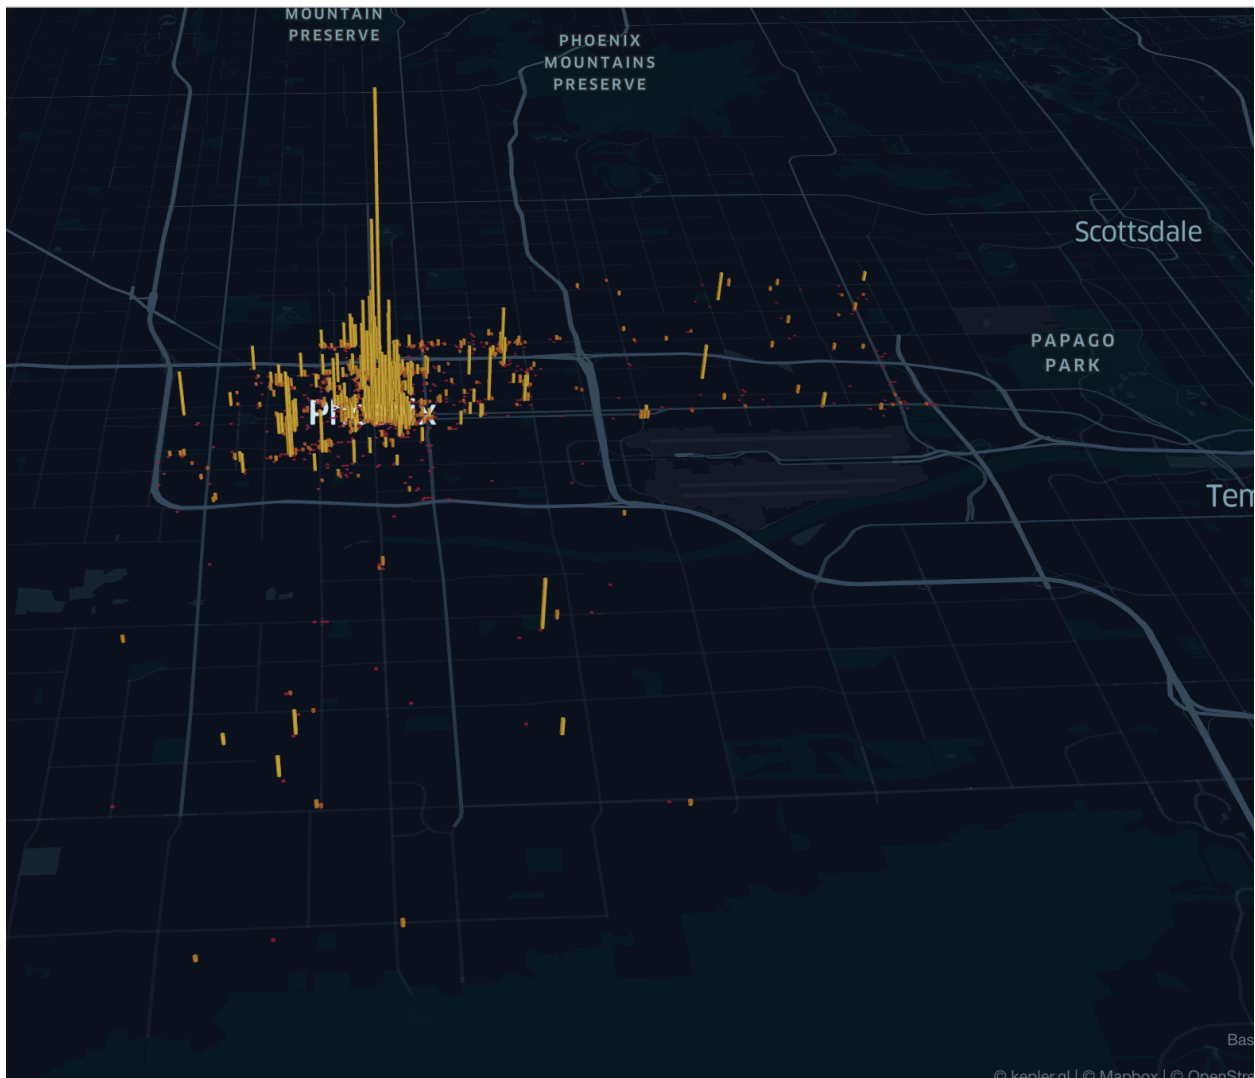 MOUNTAIN
PRESERVE
PHOENIX
MOUNTAINS
PRESERVE
Scottsdale
PAPAGO
PARK
Tem
Bas
© kepler.gl | © Mapbox | © OpenStre